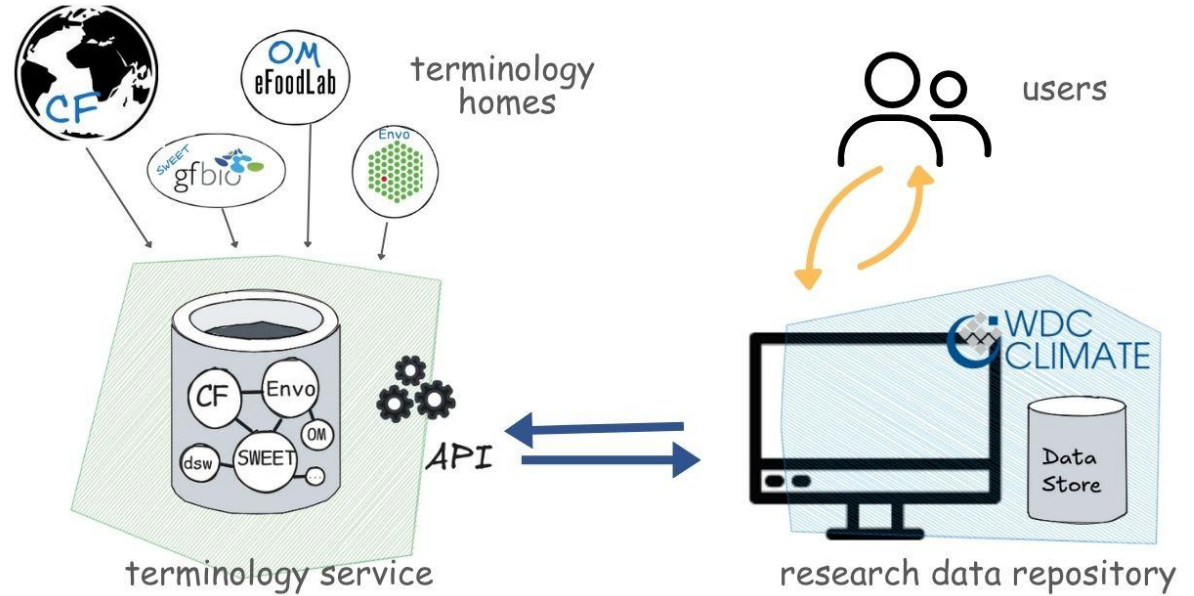 CF
OM
eFoodLab
terminology
homes
SWEET
gfbio
Envo
users
CF
Envo
OM
dsw
SWEET
...
API
WDC
CLIMATE
Data
Store
terminology service
research data repository